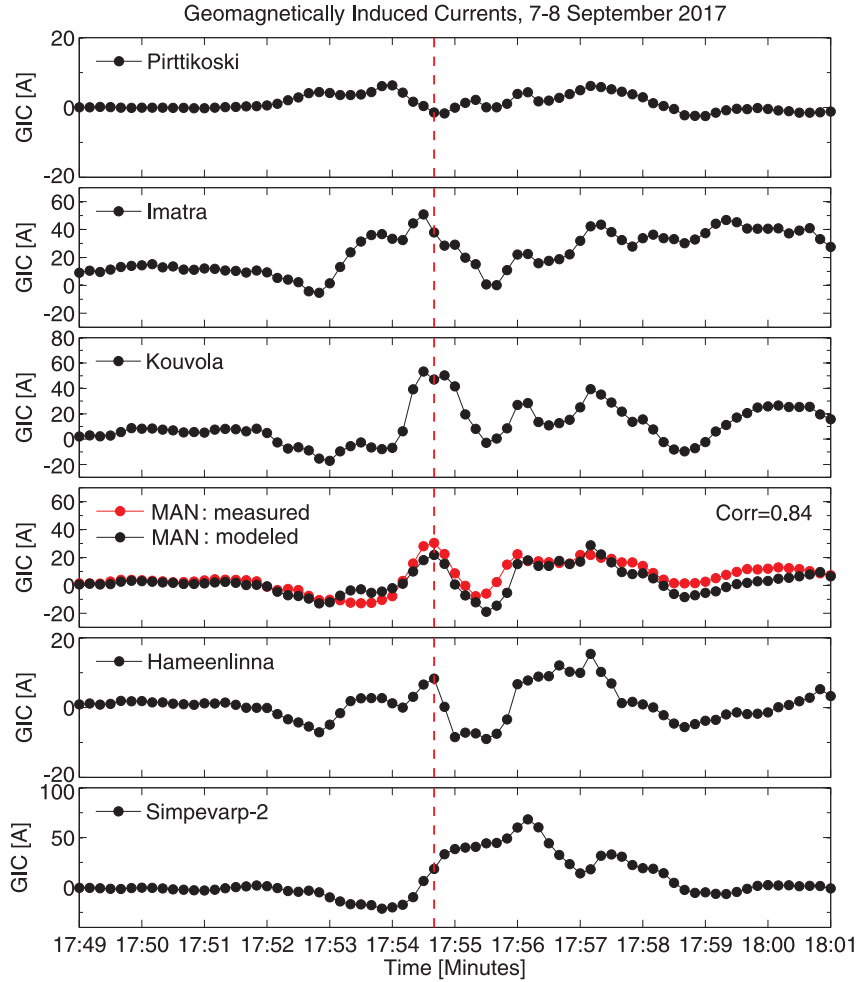 Geomagnetically Induced Currents, 7-8 September 2017
20
0
-20
GIC [A]
Pirttikoski
60
40
20
0
-20
GIC [A]
Imatra
80
60
40
20
0
-20
GIC [A]
Kouvola
60
40
20
0
-20
GIC [A]
MAN: measured
MAN: modeled
Corr=0.84
20
0
-20
GIC [A]
Hameenlinna
100
50
0
GIC [A]
Simpevarp-2
17:49 17:50 17:51 17:52 17:53 17:54 17:55 17:56 17:57 17:58 17:59 18:00 18:01
Time [Minutes]